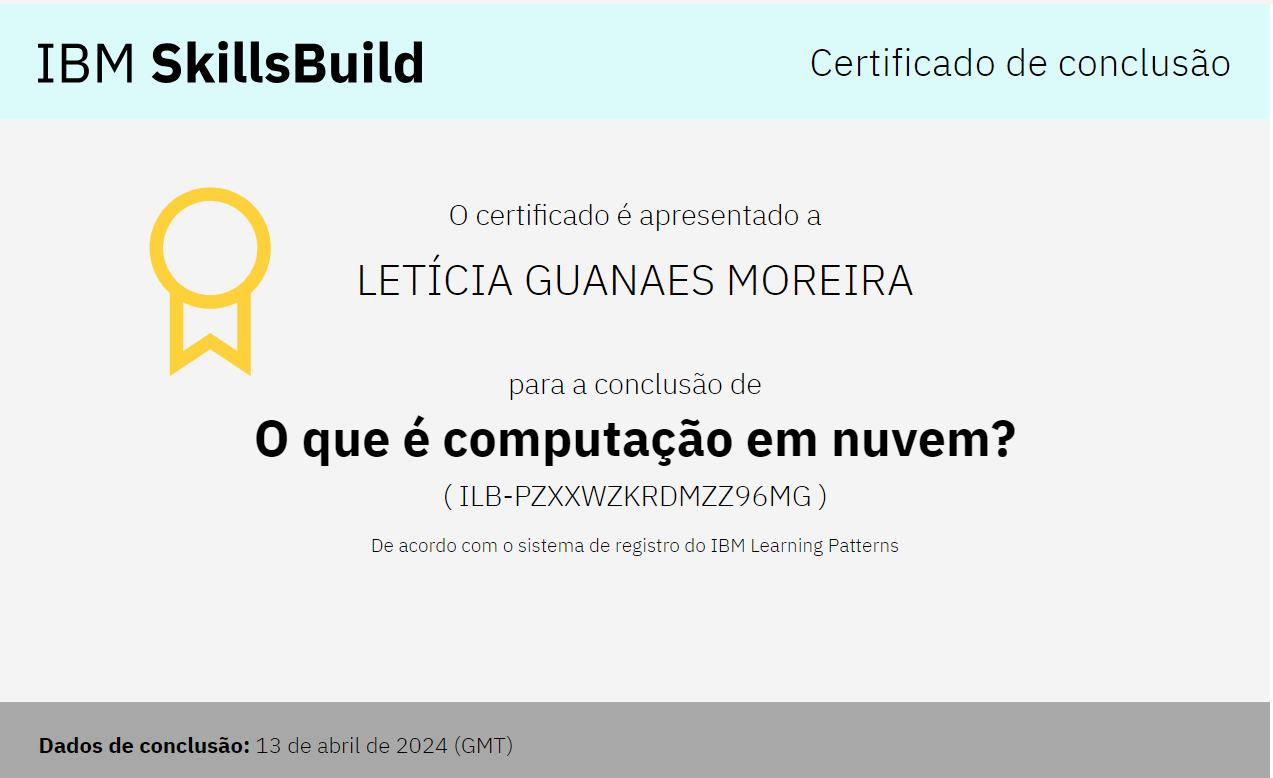 IBM SkillsBuild
Certificado de conclusão
O certificado é apresentado a
LETÍCIA GUANAES MOREIRA
para a conclusão de
O que é computação em nuvem?
( ILB-PZXXWZKRDMZZ96MG )
De acordo com o sistema de registro do IBM Learning Patterns
Dados de conclusão: 13 de abril de 2024 (GMT)